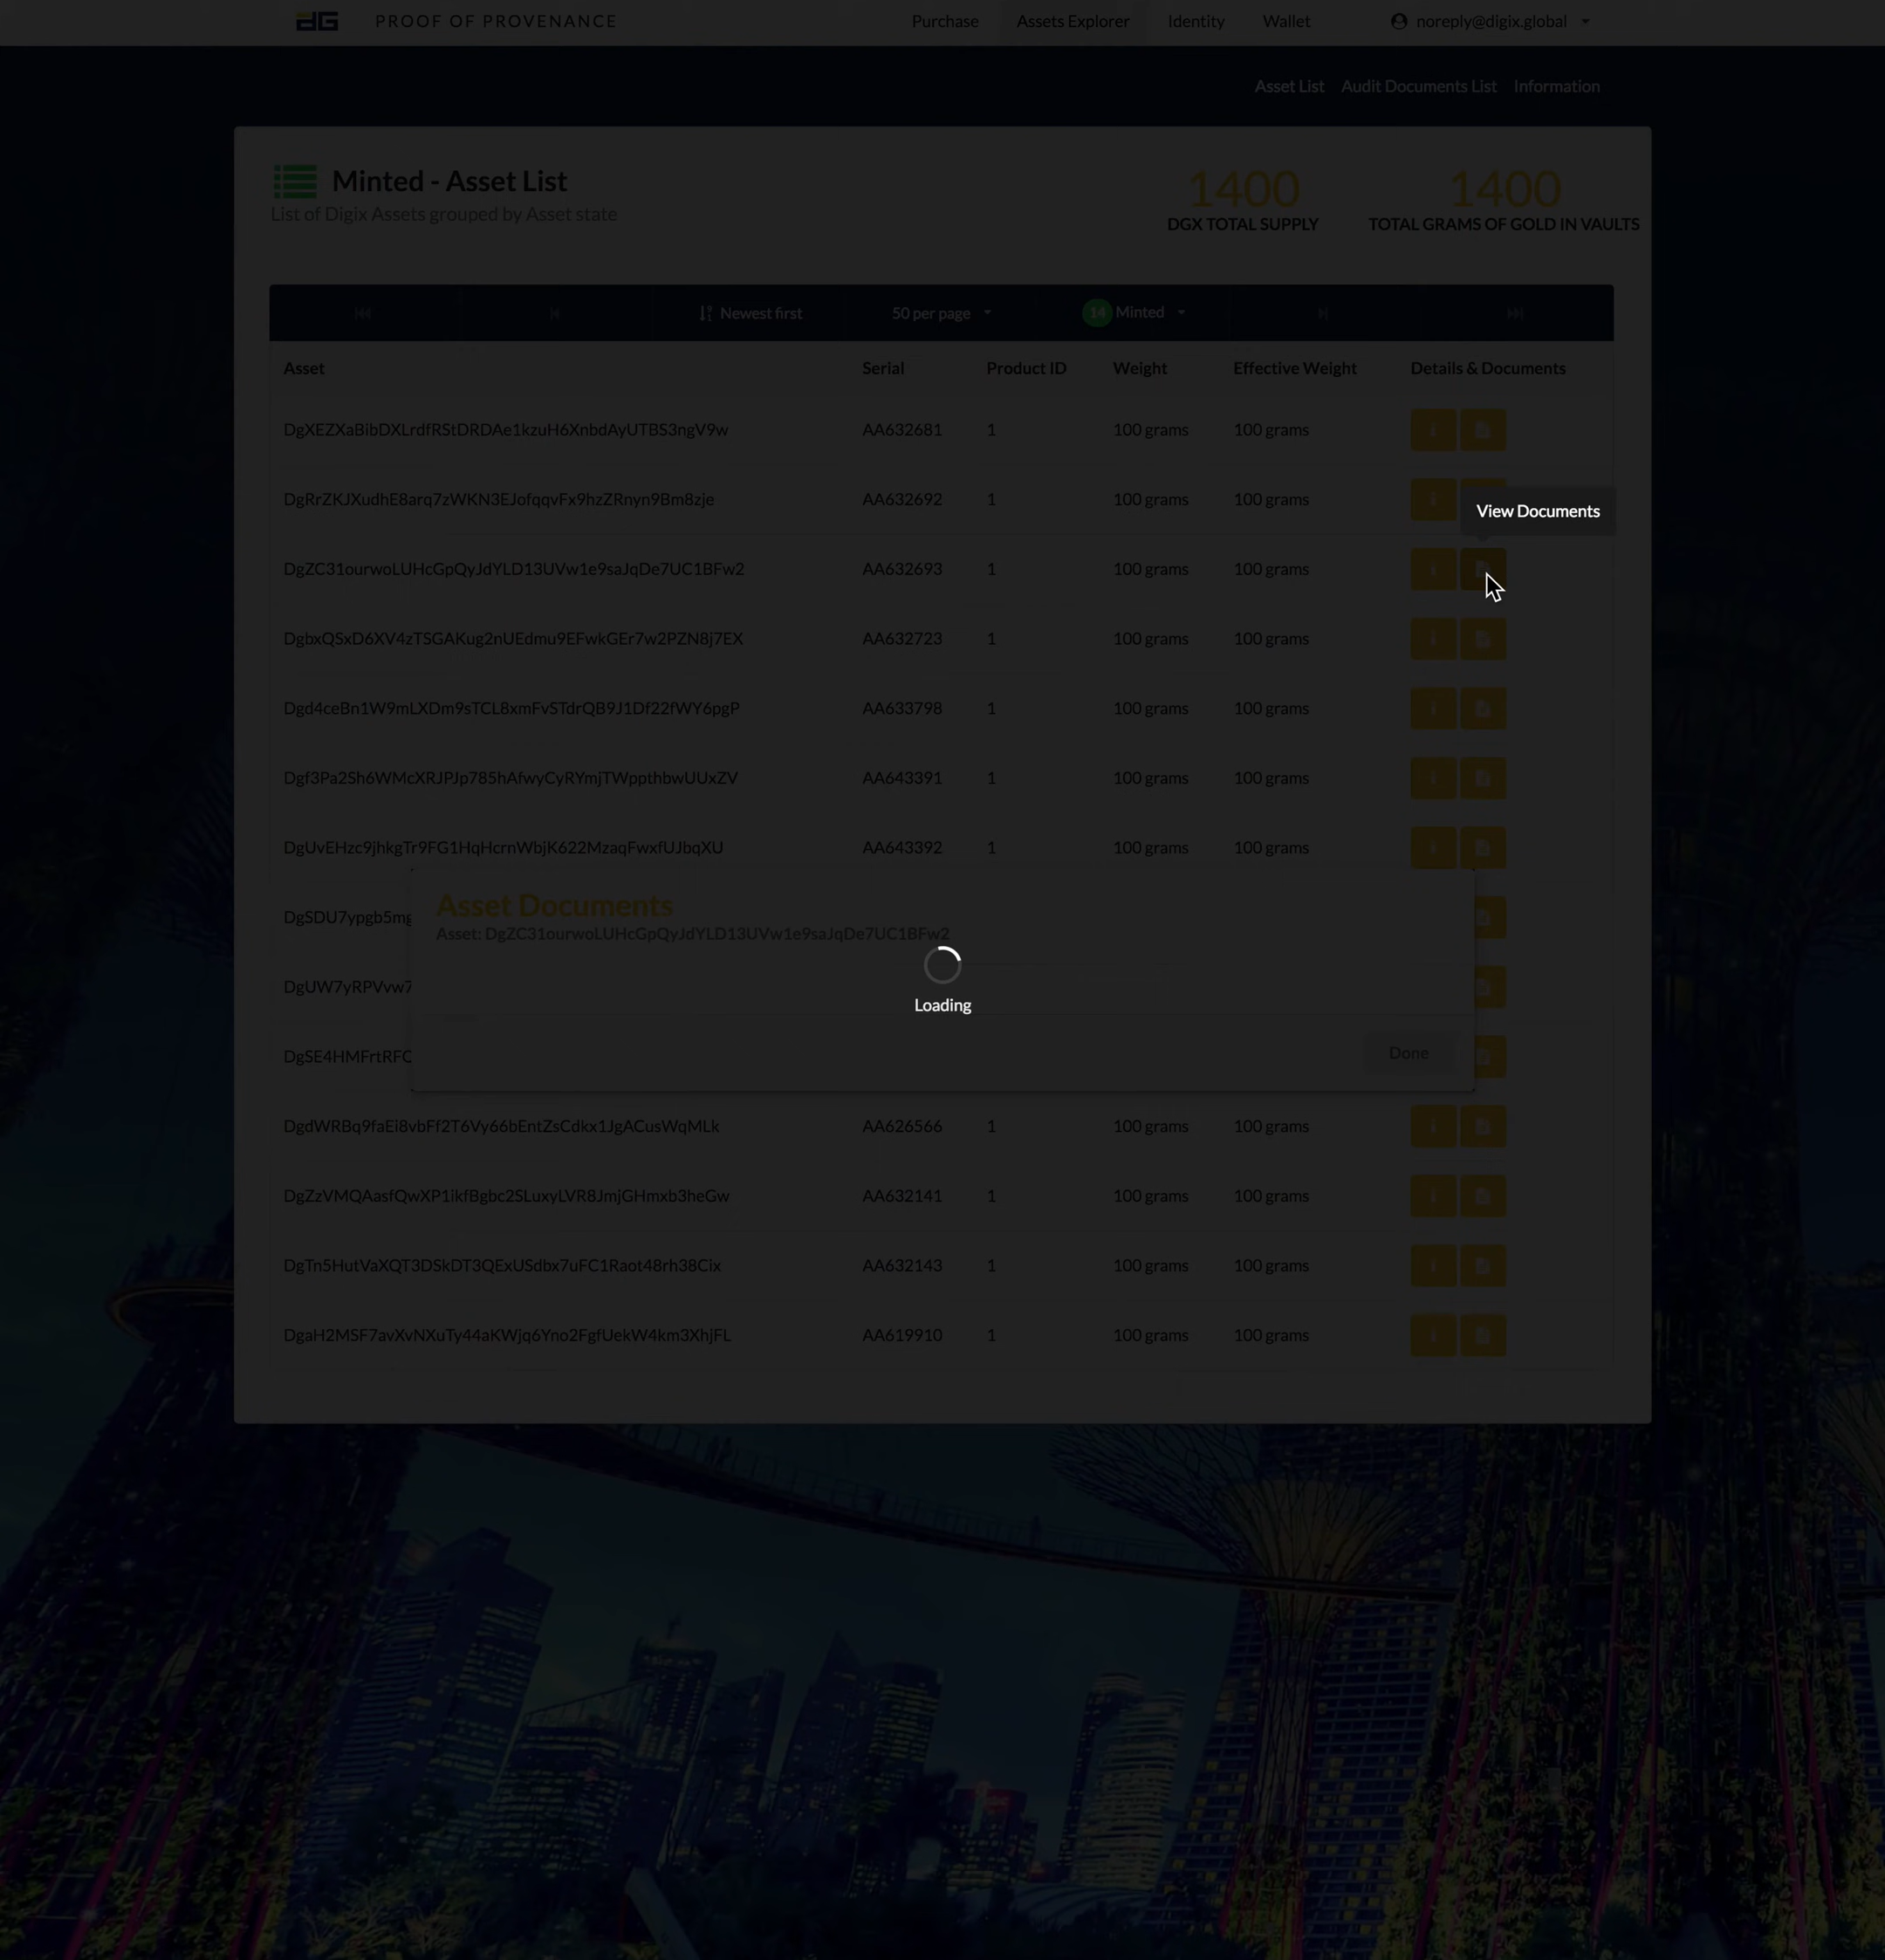 dG PROOF OF PROVENANCE Purchase Assets Explorer Identity Wallet noreply@digix.global
Asset List Audit Documents List Information
Minted - Asset List
List of Digix Assets grouped by Asset state
1400
DGX TOTAL SUPPLY
1400
TOTAL GRAMS OF GOLD IN VAULTS
Newest first 50 per page 14 Minted
Asset Serial Product ID Weight Effective Weight Details & Documents
DgXEZXaBibDXLrdfRStDRDAe1kzuH6XnbdAyUTBS3ngV9w AA632681 1 100 grams 100 grams
DgRrZKJXudhE8arq7zWKN3EJofqqvFx9hzZRnyn9Bm8zje AA632692 1 100 grams 100 grams
View Documents
DgZC31ourwoLUHcGpQyJdYLD13UVw1e9saJqDe7UC1BFw2 AA632693 1 100 grams 100 grams
DgbxQSxD6XV4zTSGAKug2nUEdmu9EFwkGEr7w2PZN8j7EX AA632723 1 100 grams 100 grams
Dgd4ceBn1W9mLXDm9sTCL8xmFvSTdrQB9J1Df22fWY6pgP AA633798 1 100 grams 100 grams
Dgf3Pa2Sh6WMcXRJPJp785hAfwyCyRYmjTWppthbwUUxZV AA643391 1 100 grams 100 grams
DgUvEHzc9jhkgTr9FG1HqHcrnWbjK622MzaqFwxfUJbqXU AA643392 1 100 grams 100 grams
DgSDU7ypgb5mg
Asset Documents
Asset: DgZC31ourwoLUHcGpQyJdYLD13UVw1e9saJqDe7UC1BFw2
DgUW7yRPVvw7
Loading
DgSE4HMFrtRFC
Done
DgdWRBq9faEi8vbFf2T6Vy66bEntZsCdkx1JgACusWqMLk AA626566 1 100 grams 100 grams
DgZzVMQAasfQwXP1ikfBgbc2SLuxyLVR8JmjGHmxb3heGw AA632141 1 100 grams 100 grams
DgTn5HutVaXQT3DSkDT3QExUSdbx7uFC1Raot48rh38Cix AA632143 1 100 grams 100 grams
DgaH2MSF7avXvNXuTy44aKWjq6Yno2FgfUekW4km3XhjFL AA619910 1 100 grams 100 grams